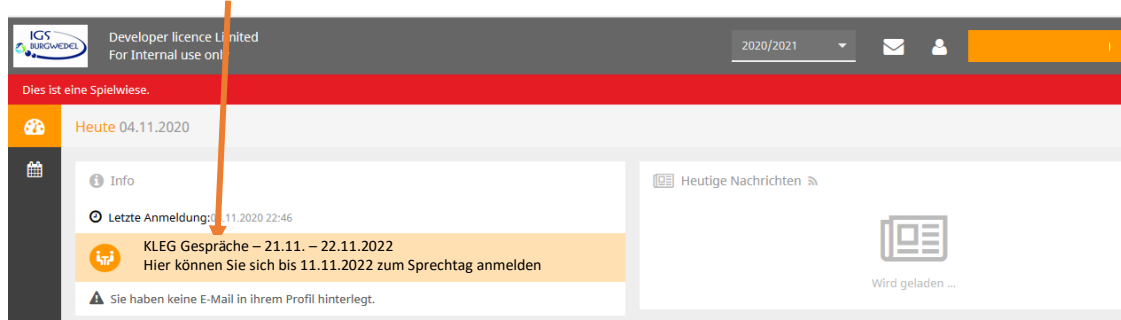 IGS
BURGWEDEL
Developer licence Limited
For Internal use only
2020/2021
Dies ist eine Spielwiese.
Heute 04.11.2020
Info
Heutige Nachrichten
Letzte Anmeldung: .11.2020 22:46
KLEG Gespräche – 21.11. – 22.11.2022
Hier können Sie sich bis 11.11.2022 zum Sprechtag anmelden
Wird geladen ...
Sie haben keine E-Mail in ihrem Profil hinterlegt.